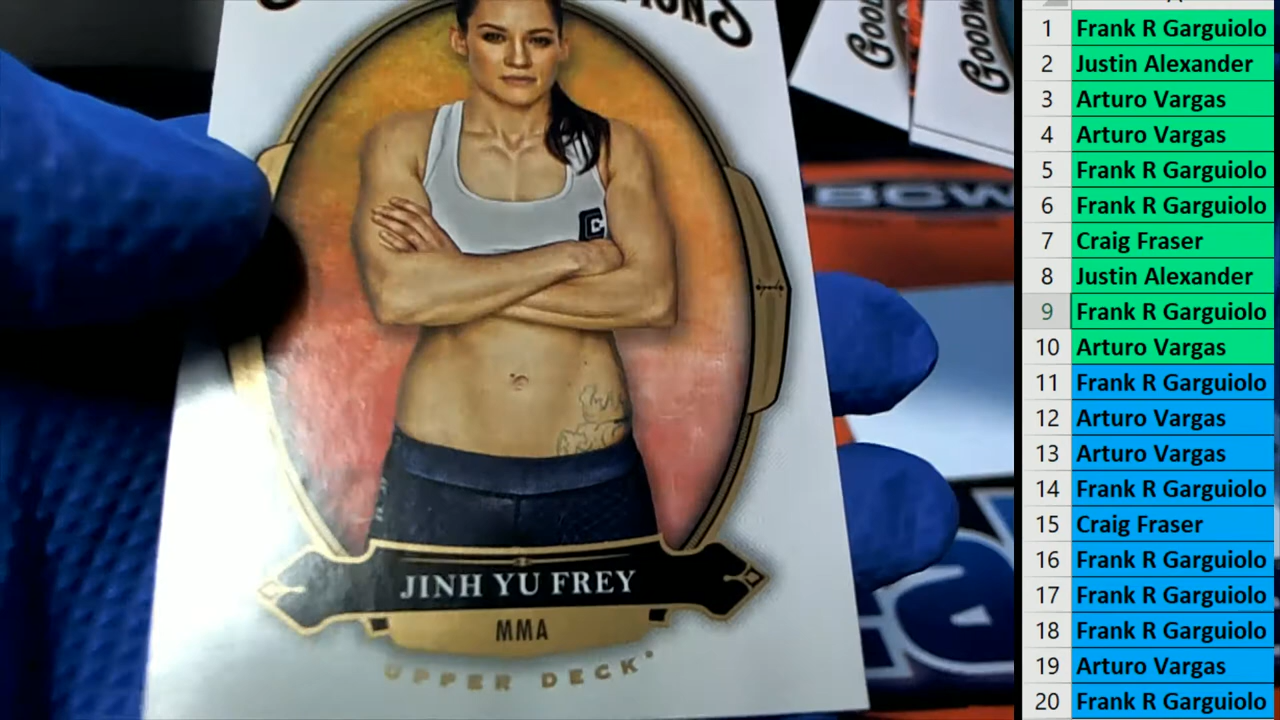 GOODW
GOODW
BCW
C
JINH YU FREY
MMA
UPPER DECK
1 Frank R Garguiolo
2 Justin Alexander
3 Arturo Vargas
4 Arturo Vargas
5 Frank R Garguiolo
6 Frank R Garguiolo
7 Craig Fraser
8 Justin Alexander
9 Frank R Garguiolo
10 Arturo Vargas
11 Frank R Garguiolo
12 Arturo Vargas
13 Arturo Vargas
14 Frank R Garguiolo
15 Craig Fraser
16 Frank R Garguiolo
17 Frank R Garguiolo
18 Frank R Garguiolo
19 Arturo Vargas
20 Frank R Garguiolo